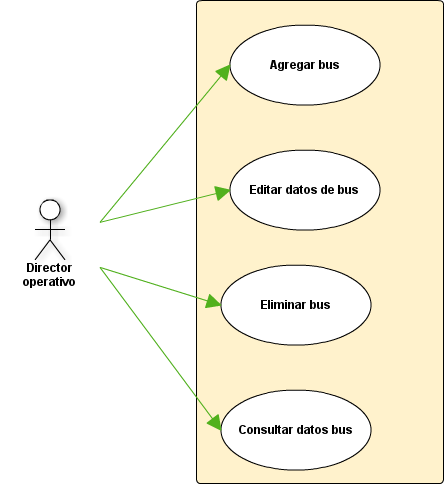 Agregar bus
Editar datos de bus
Director
operativo
Eliminar bus
Consultar datos bus